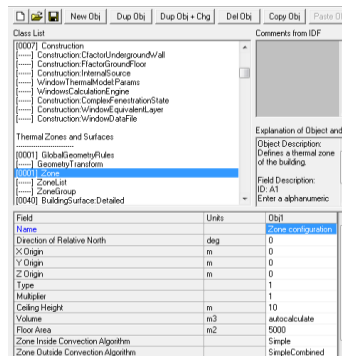 New Obj Dup Obj Dup Obj + Chg Del Obj Copy Obj Paste O
Class List
Comments from IDF
[0007] Construction
[------] Construction:CfactorUndergroundWall
[------] Construction:FfactorGroundFloor
[------] Construction:InternalSource
[------] WindowThermalModel:Params
[------] WindowsCalculationEngine
[------] Construction:ComplexFenestrationState
[------] Construction:WindowEquivalentLayer
[------] Construction:WindowDataFile
Thermal Zones and Surfaces
--------------------------
[0001] GlobalGeometryRules
[------] GeometryTransform
[0001] Zone
[------] ZoneList
[------] ZoneGroup
[0040] BuildingSurface:Detailed
Explanation of Object and
Object Description:
Defines a thermal zone
of the building.
Field Description:
ID: A1
Enter a alphanumeric
Field Units Obj1
Name Zone configuration
Direction of Relative North deg 0
X Origin m 0
Y Origin m 0
Z Origin m 0
Type 1
Multiplier 1
Ceiling Height m 10
Volume m3 autocalculate
Floor Area m2 5000
Zone Inside Convection Algorithm Simple
Zone Outside Convection Algorithm SimpleCombined